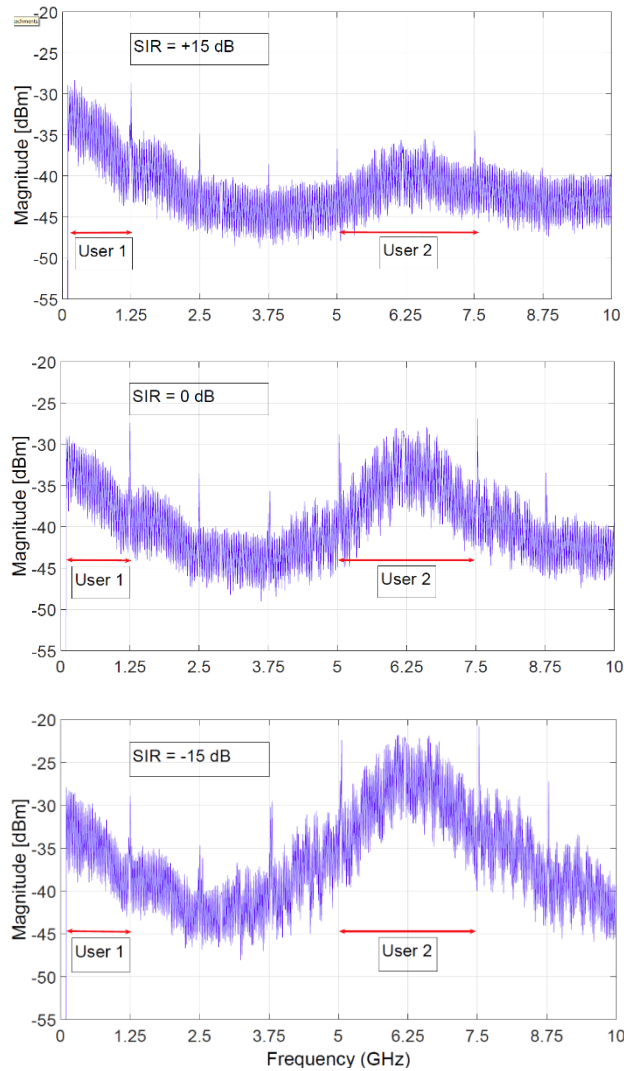 achments
SIR = +15 dB
Magnitude [dBm]
-20
-25
-30
-35
-40
-45
-50
-55
User 1
User 2
0 1.25 2.5 3.75 5 6.25 7.5 8.75 10
SIR = 0 dB
Magnitude [dBm]
-20
-25
-30
-35
-40
-45
-50
-55
User 1
User 2
0 1.25 2.5 3.75 5 6.25 7.5 8.75 10
SIR = -15 dB
Magnitude [dBm]
-20
-25
-30
-35
-40
-45
-50
-55
User 1
User 2
0 1.25 2.5 3.75 5 6.25 7.5 8.75 10
Frequency (GHz)